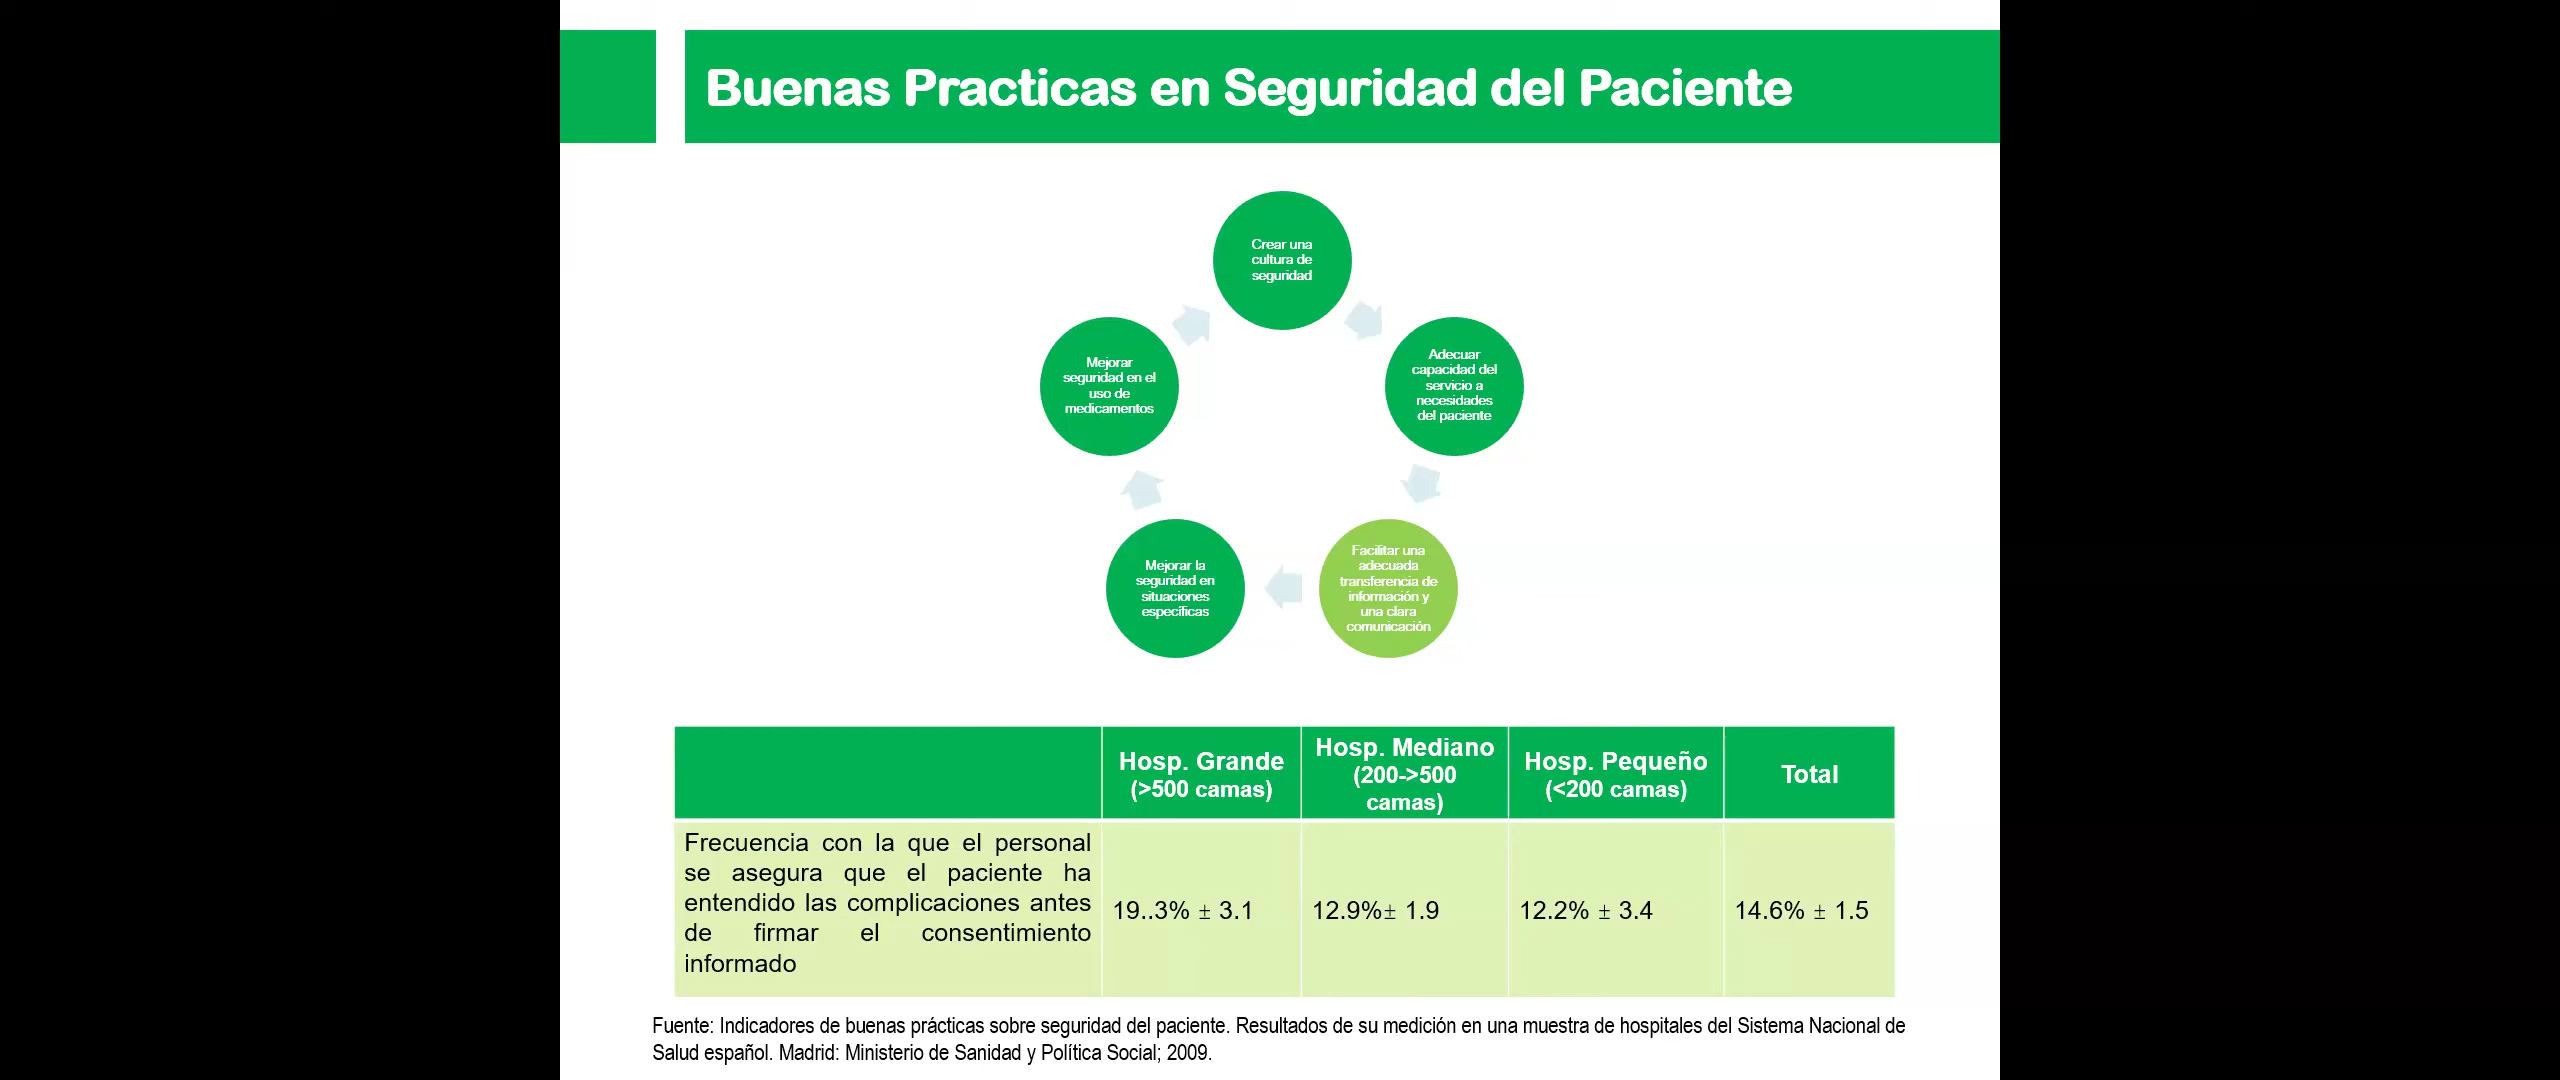 Buenas Practicas en Seguridad del Paciente
Crear una
cultura de
seguridad
Adecuar
capacidad del
servicio a
necesidades
del paciente
Facilitar una
adecuada
transferencia de
información y
una clara
comunicación
Mejorar la
seguridad en
situaciones
específicas
Mejorar
seguridad en el
uso de
medicamentos
Hosp. Grande
(>500 camas)
Hosp. Mediano
(200->500
camas)
Hosp. Pequeño
(<200 camas)
Total
Frecuencia con la que el personal
se asegura que el paciente ha
entendido las complicaciones antes
de firmar el consentimiento
informado
19..3% ± 3.1
12.9%± 1.9
12.2% ± 3.4
14.6% ± 1.5
Fuente: Indicadores de buenas prácticas sobre seguridad del paciente. Resultados de su medición en una muestra de hospitales del Sistema Nacional de
Salud español. Madrid: Ministerio de Sanidad y Política Social; 2009.